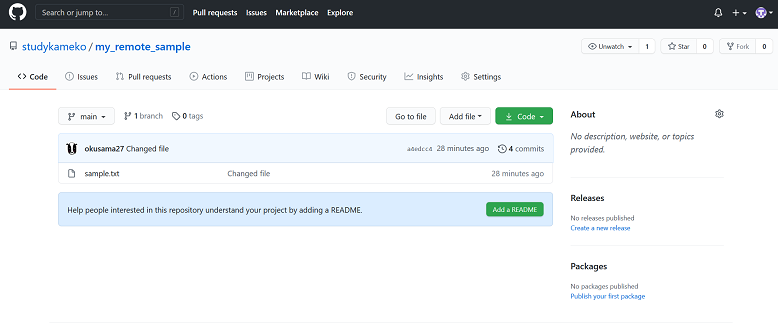 Search or jump to... / Pull requests Issues Marketplace Explore
studykameko / my_remote_sample Unwatch 1 Star 0 Fork 0
Code Issues Pull requests Actions Projects Wiki Security Insights Settings
main 1 branch 0 tags Go to file Add file Code
okusama27 Changed file a4edcc4 28 minutes ago 4 commits
sample.txt Changed file 28 minutes ago
Help people interested in this repository understand your project by adding a README. Add a README
About
No description, website, or topics
provided.
Releases
No releases published
Create a new release
Packages
No packages published
Publish your first package